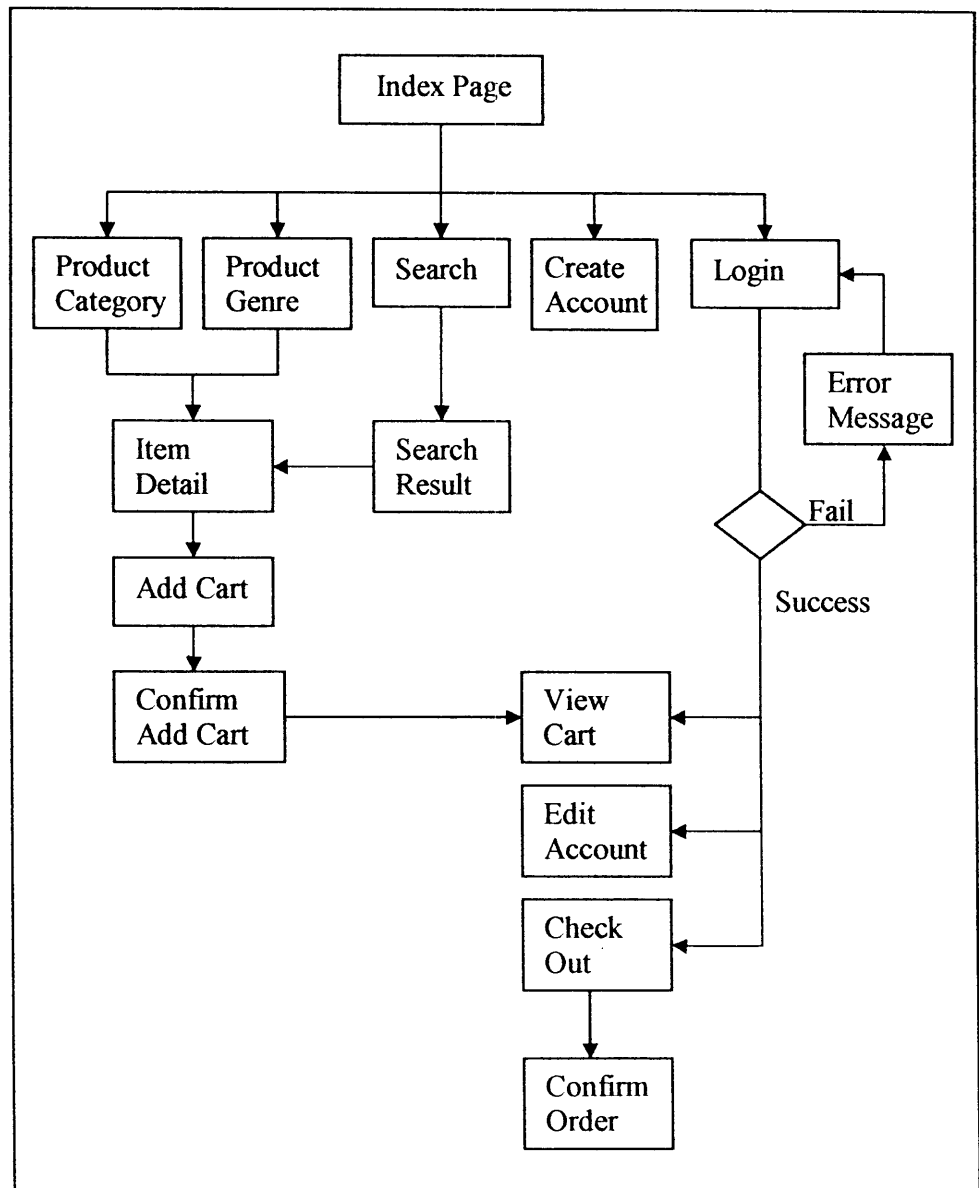 Index Page
Product
Category
Product
Genre
Search
Create
Account
Login
Error
Message
Item
Detail
Search
Result
Fail
Add Cart
Success
Confirm
Add Cart
View
Cart
Edit
Account
Check
Out
Confirm
Order